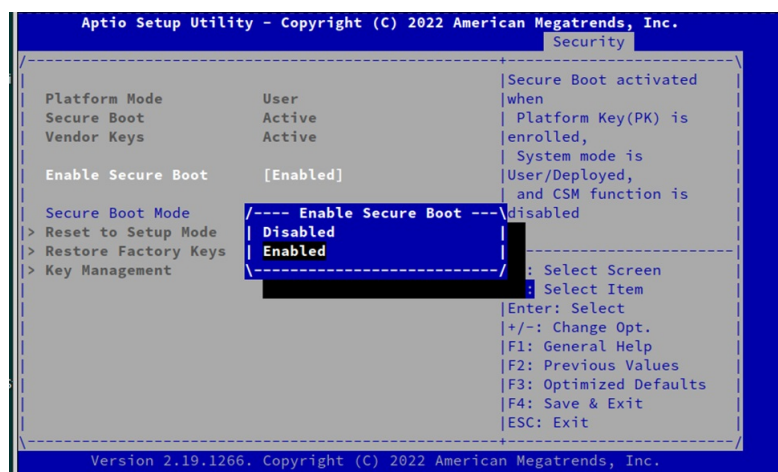 Aptio Setup Utility - Copyright (C) 2022 American Megatrends, Inc.
Security
Platform Mode User
Secure Boot Active
Vendor Keys Active
Enable Secure Boot [Enabled]
Secure Boot Mode
> Reset to Setup Mode
> Restore Factory Keys
> Key Management
/---- Enable Secure Boot ---\
Disabled
Enabled
Secure Boot activated
when
Platform Key(PK) is
enrolled,
System mode is
User/Deployed,
and CSM function is
disabled
: Select Screen
: Select Item
Enter: Select
+/-: Change Opt.
F1: General Help
F2: Previous Values
F3: Optimized Defaults
F4: Save & Exit
ESC: Exit
Version 2.19.1266. Copyright (C) 2022 American Megatrends, Inc.